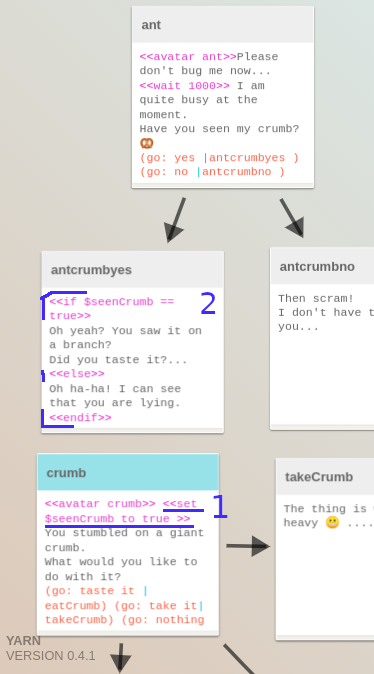 ant
<<avatar ant>>Please
don't bug me now...
<<wait 1000>> I am
quite busy at the
moment.
Have you seen my crumb?
🥨
(go: yes |antcrumbyes )
(go: no |antcrumbno )
antcrumbyes
2
<<if $seenCrumb ==
true>>
Oh yeah? You saw it on
a branch?
Did you taste it?...
<<else>>
Oh ha-ha! I can see
that you are lying.
<<endif>>
antcrumbno
Then scram!
I don't have t
you...
crumb
<<avatar crumb>> <<set
$seenCrumb to true >>
1
You stumbled on a giant
crumb.
What would you like to
do with it?
(go: taste it |
eatCrumb) (go: take it|
takeCrumb) (go: nothing
takeCrumb
The thing is
heavy 😬 ....
YARN
VERSION 0.4.1